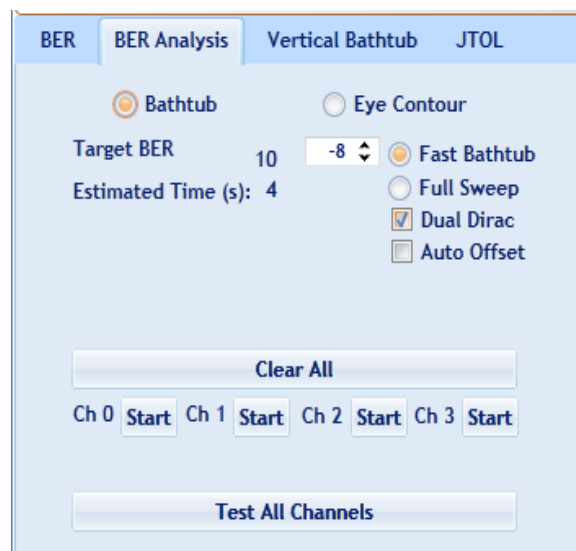 BER BER Analysis Vertical Bathtub JTOL
Bathtub Eye Contour
Target BER 10 -8 Fast Bathtub
Estimated Time (s): 4 Full Sweep
Dual Dirac
Auto Offset
Clear All
Ch 0 Start Ch 1 Start Ch 2 Start Ch 3 Start
Test All Channels